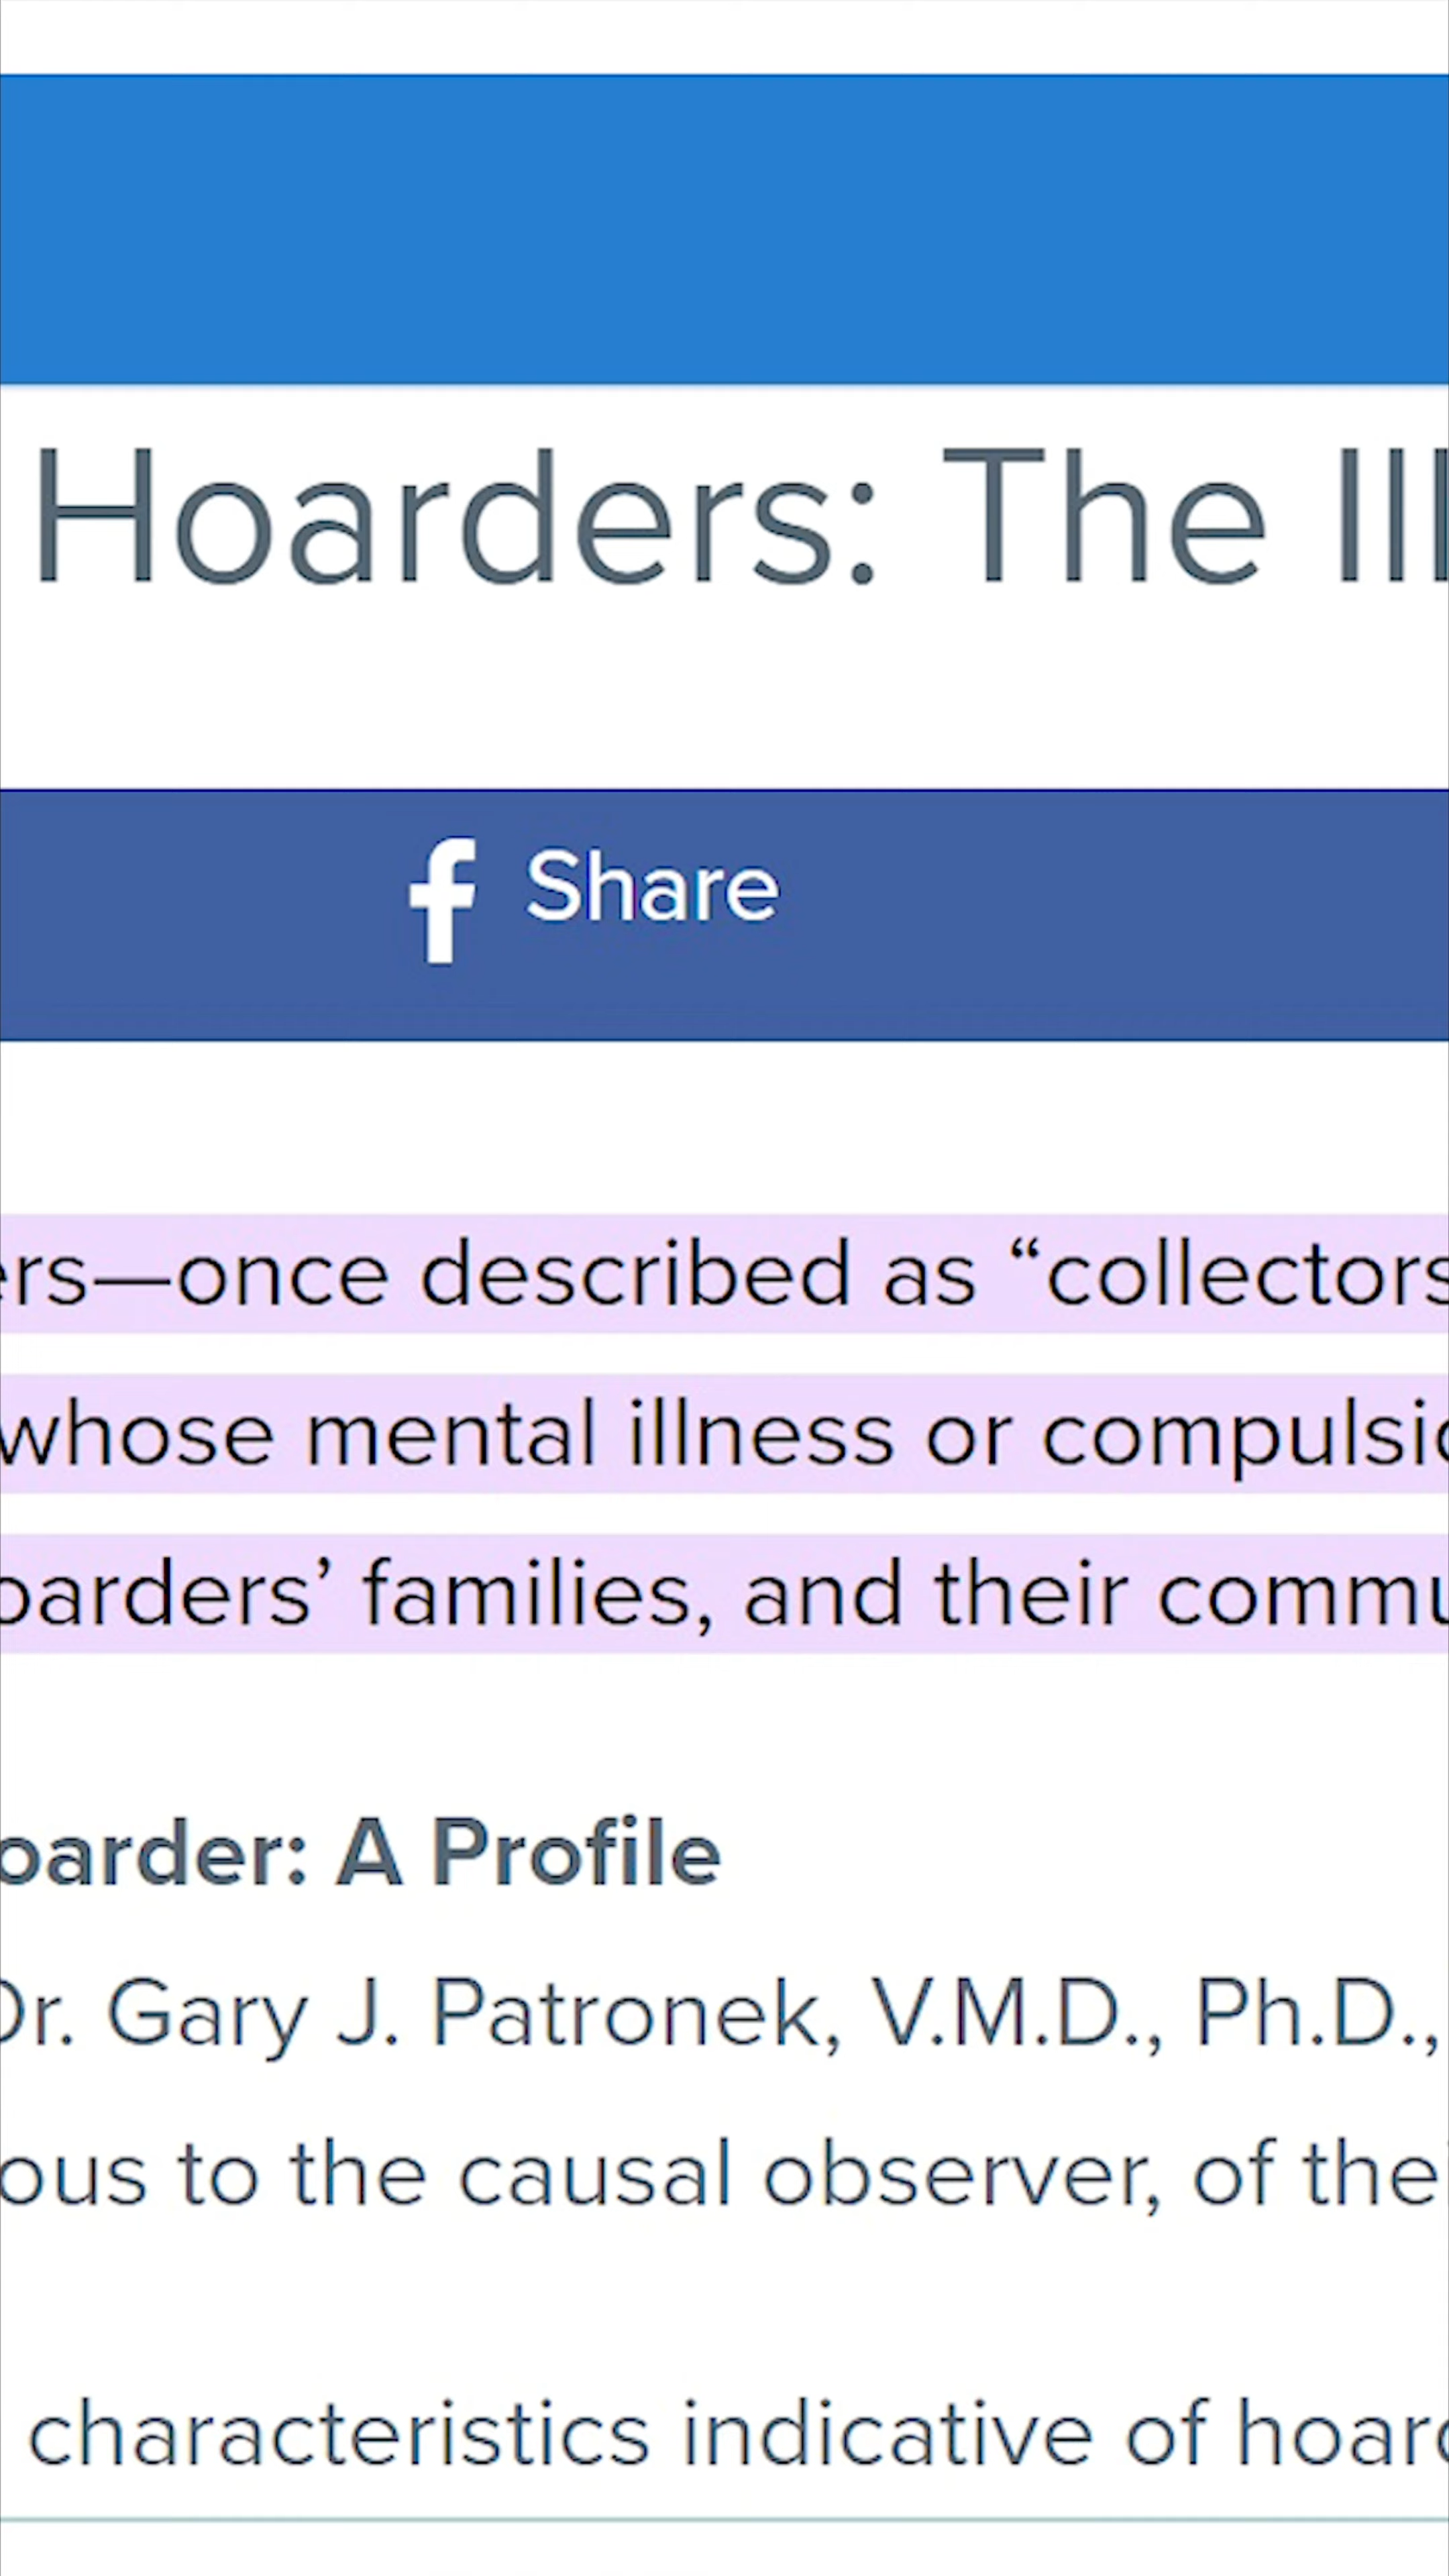 Hoarders: The Ill
f Share
ers—once described as “collectors
whose mental illness or compulsio
oarders’ families, and their commu
oarder: A Profile
Dr. Gary J. Patronek, V.M.D., Ph.D.,
ous to the causal observer, of the
characteristics indicative of hoard